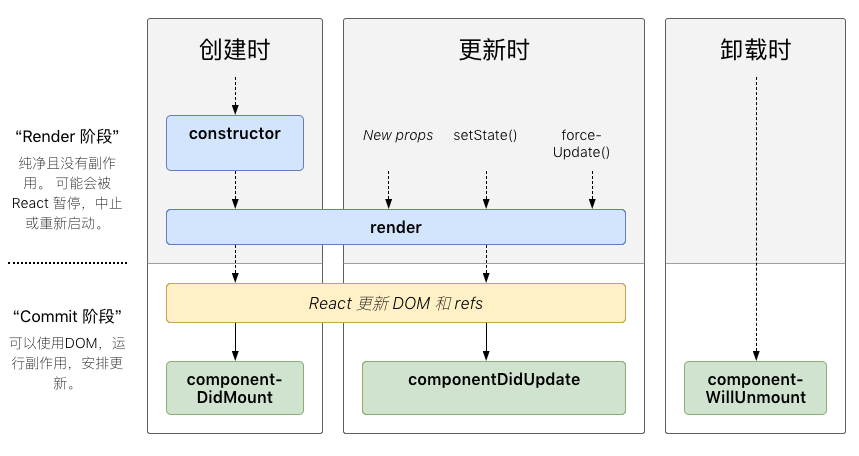 创建时
更新时
卸载时
“Render 阶段”
纯净且没有副作
用。 可能会被
React 暂停，中止
或重新启动。
constructor
New props
setState()
force-
Update()
render
“Commit 阶段”
可以使用DOM，运
行副作用，安排更
新。
React 更新 DOM 和 refs
component-
DidMount
componentDidUpdate
component-
WillUnmount